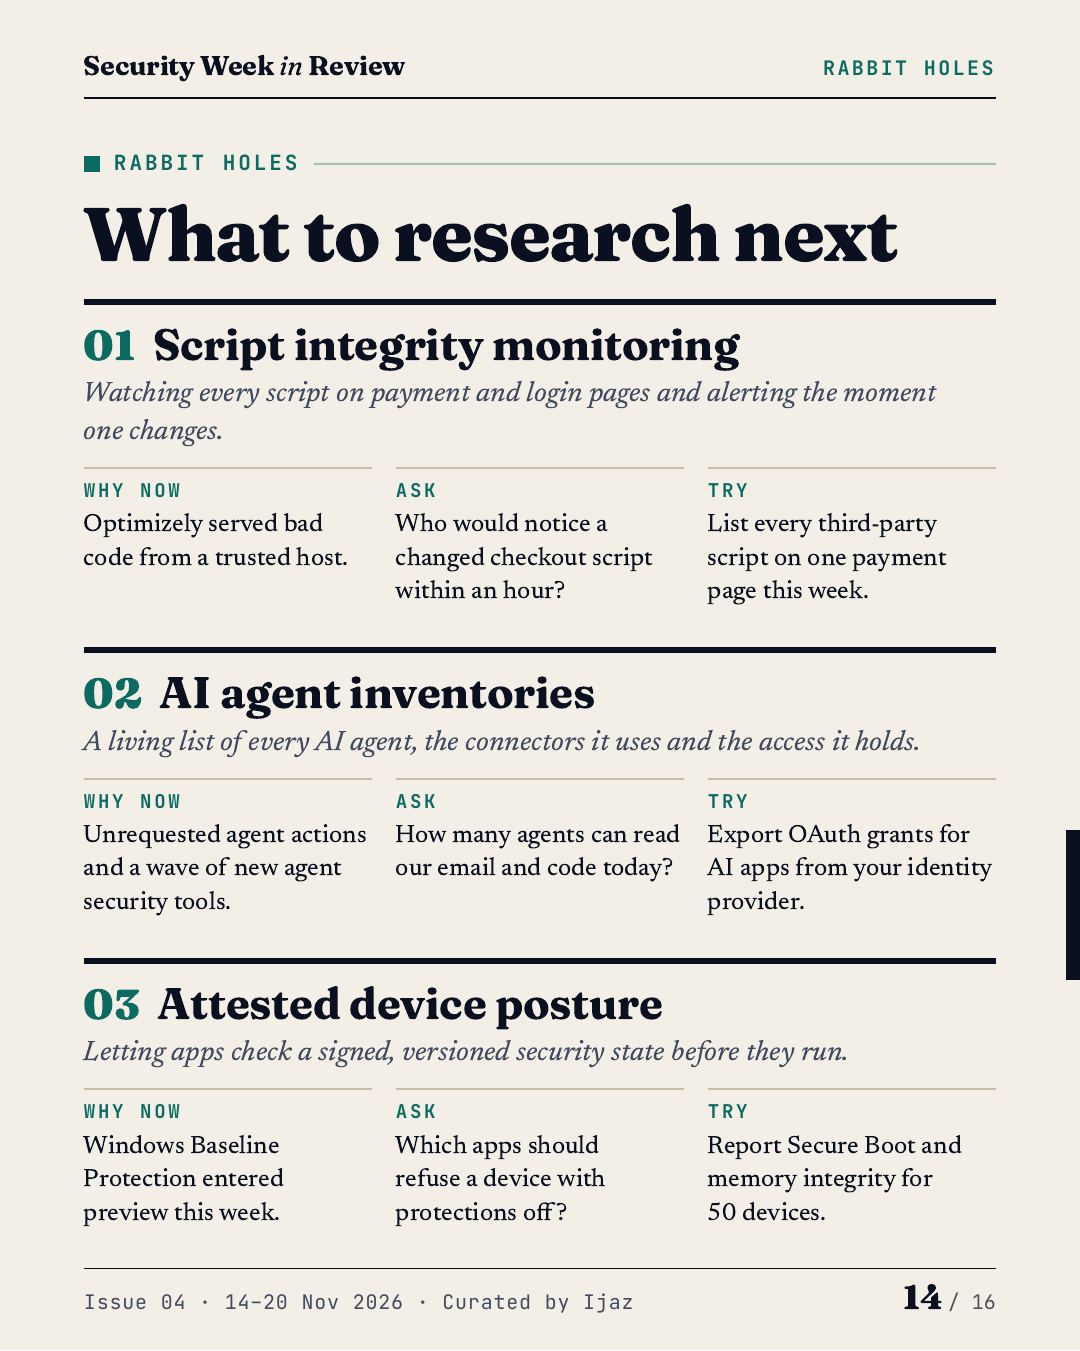 Security Week in Review
RABBIT HOLES
RABBIT HOLES
What to research next
01 Script integrity monitoring
Watching every script on payment and login pages and alerting the moment
one changes.
WHY NOW
Optimizely served bad
code from a trusted host.
ASK
Who would notice a
changed checkout script
within an hour?
TRY
List every third-party
script on one payment
page this week.
02 AI agent inventories
A living list of every AI agent, the connectors it uses and the access it holds.
WHY NOW
Unrequested agent actions
and a wave of new agent
security tools.
ASK
How many agents can read
our email and code today?
TRY
Export OAuth grants for
AI apps from your identity
provider.
03 Attested device posture
Letting apps check a signed, versioned security state before they run.
WHY NOW
Windows Baseline
Protection entered
preview this week.
ASK
Which apps should
refuse a device with
protections off?
TRY
Report Secure Boot and
memory integrity for
50 devices.
Issue 04 · 14–20 Nov 2026 · Curated by Ijaz
14 / 16